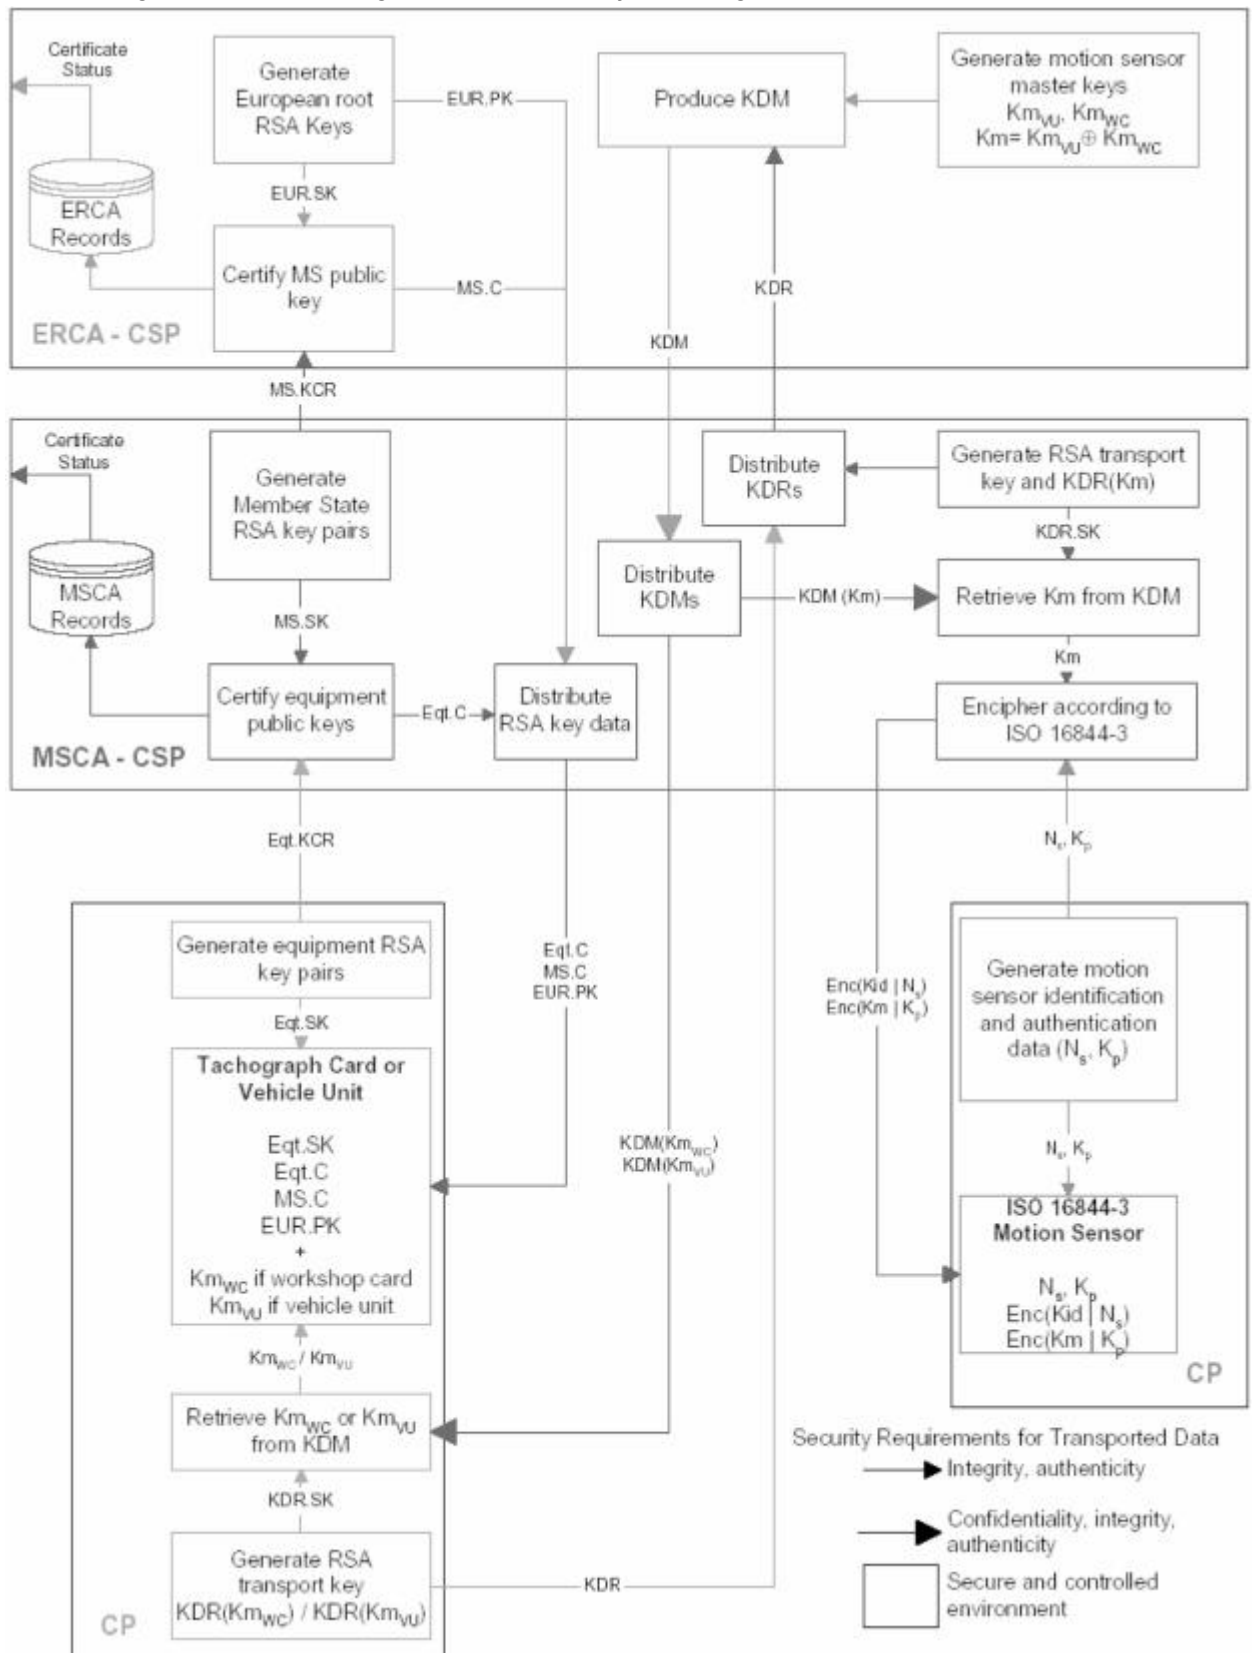 Certificate
Status
Generate
European root
RSA Keys
EUR.PK
Produce KDM
Generate motion sensor
master keys
Km_VU, Km_WC
Km= Km_VU ⊕ Km_WC
EUR.SK
ERCA
Records
Certify MS public
key
MS.C
KDR
ERCA - CSP
KDM
MS.KCR
Certificate
Status
Generate
Member State
RSA key pairs
Distribute
KDRs
Generate RSA transport
key and KDR(Km)
KDR.SK
MSCA
Records
Distribute
KDMs
KDM (Km)
Retrieve Km from KDM
MS.SK
Km
Certify equipment
public keys
Eqt.C
Distribute
RSA key data
Encipher according to
ISO 16844-3
MSCA - CSP
Eqt.KCR
N_s, K_p
Generate equipment RSA
key pairs
Eqt.SK
Eqt.C
MS.C
EUR.PK
Enc(Kid | N_s)
Enc(Km | K_p)
Generate motion
sensor identification
and authentication
data (N_s, K_p)
Tachograph Card or
Vehicle Unit
Eqt.SK
Eqt.C
MS.C
EUR.PK
+
Km_WC if workshop card
Km_VU if vehicle unit
KDM(Km_WC)
KDM(Km_VU)
N_s, K_p
ISO 16844-3
Motion Sensor
N_s, K_p
Enc(Kid | N_s)
Enc(Km | K_p)
CP
Km_WC / Km_VU
Retrieve Km_WC or Km_VU
from KDM
KDR.SK
Generate RSA
transport key
KDR(Km_WC) / KDR(Km_VU)
KDR
CP
Security Requirements for Transported Data
Integrity, authenticity
Confidentiality, integrity,
authenticity
Secure and controlled
environment